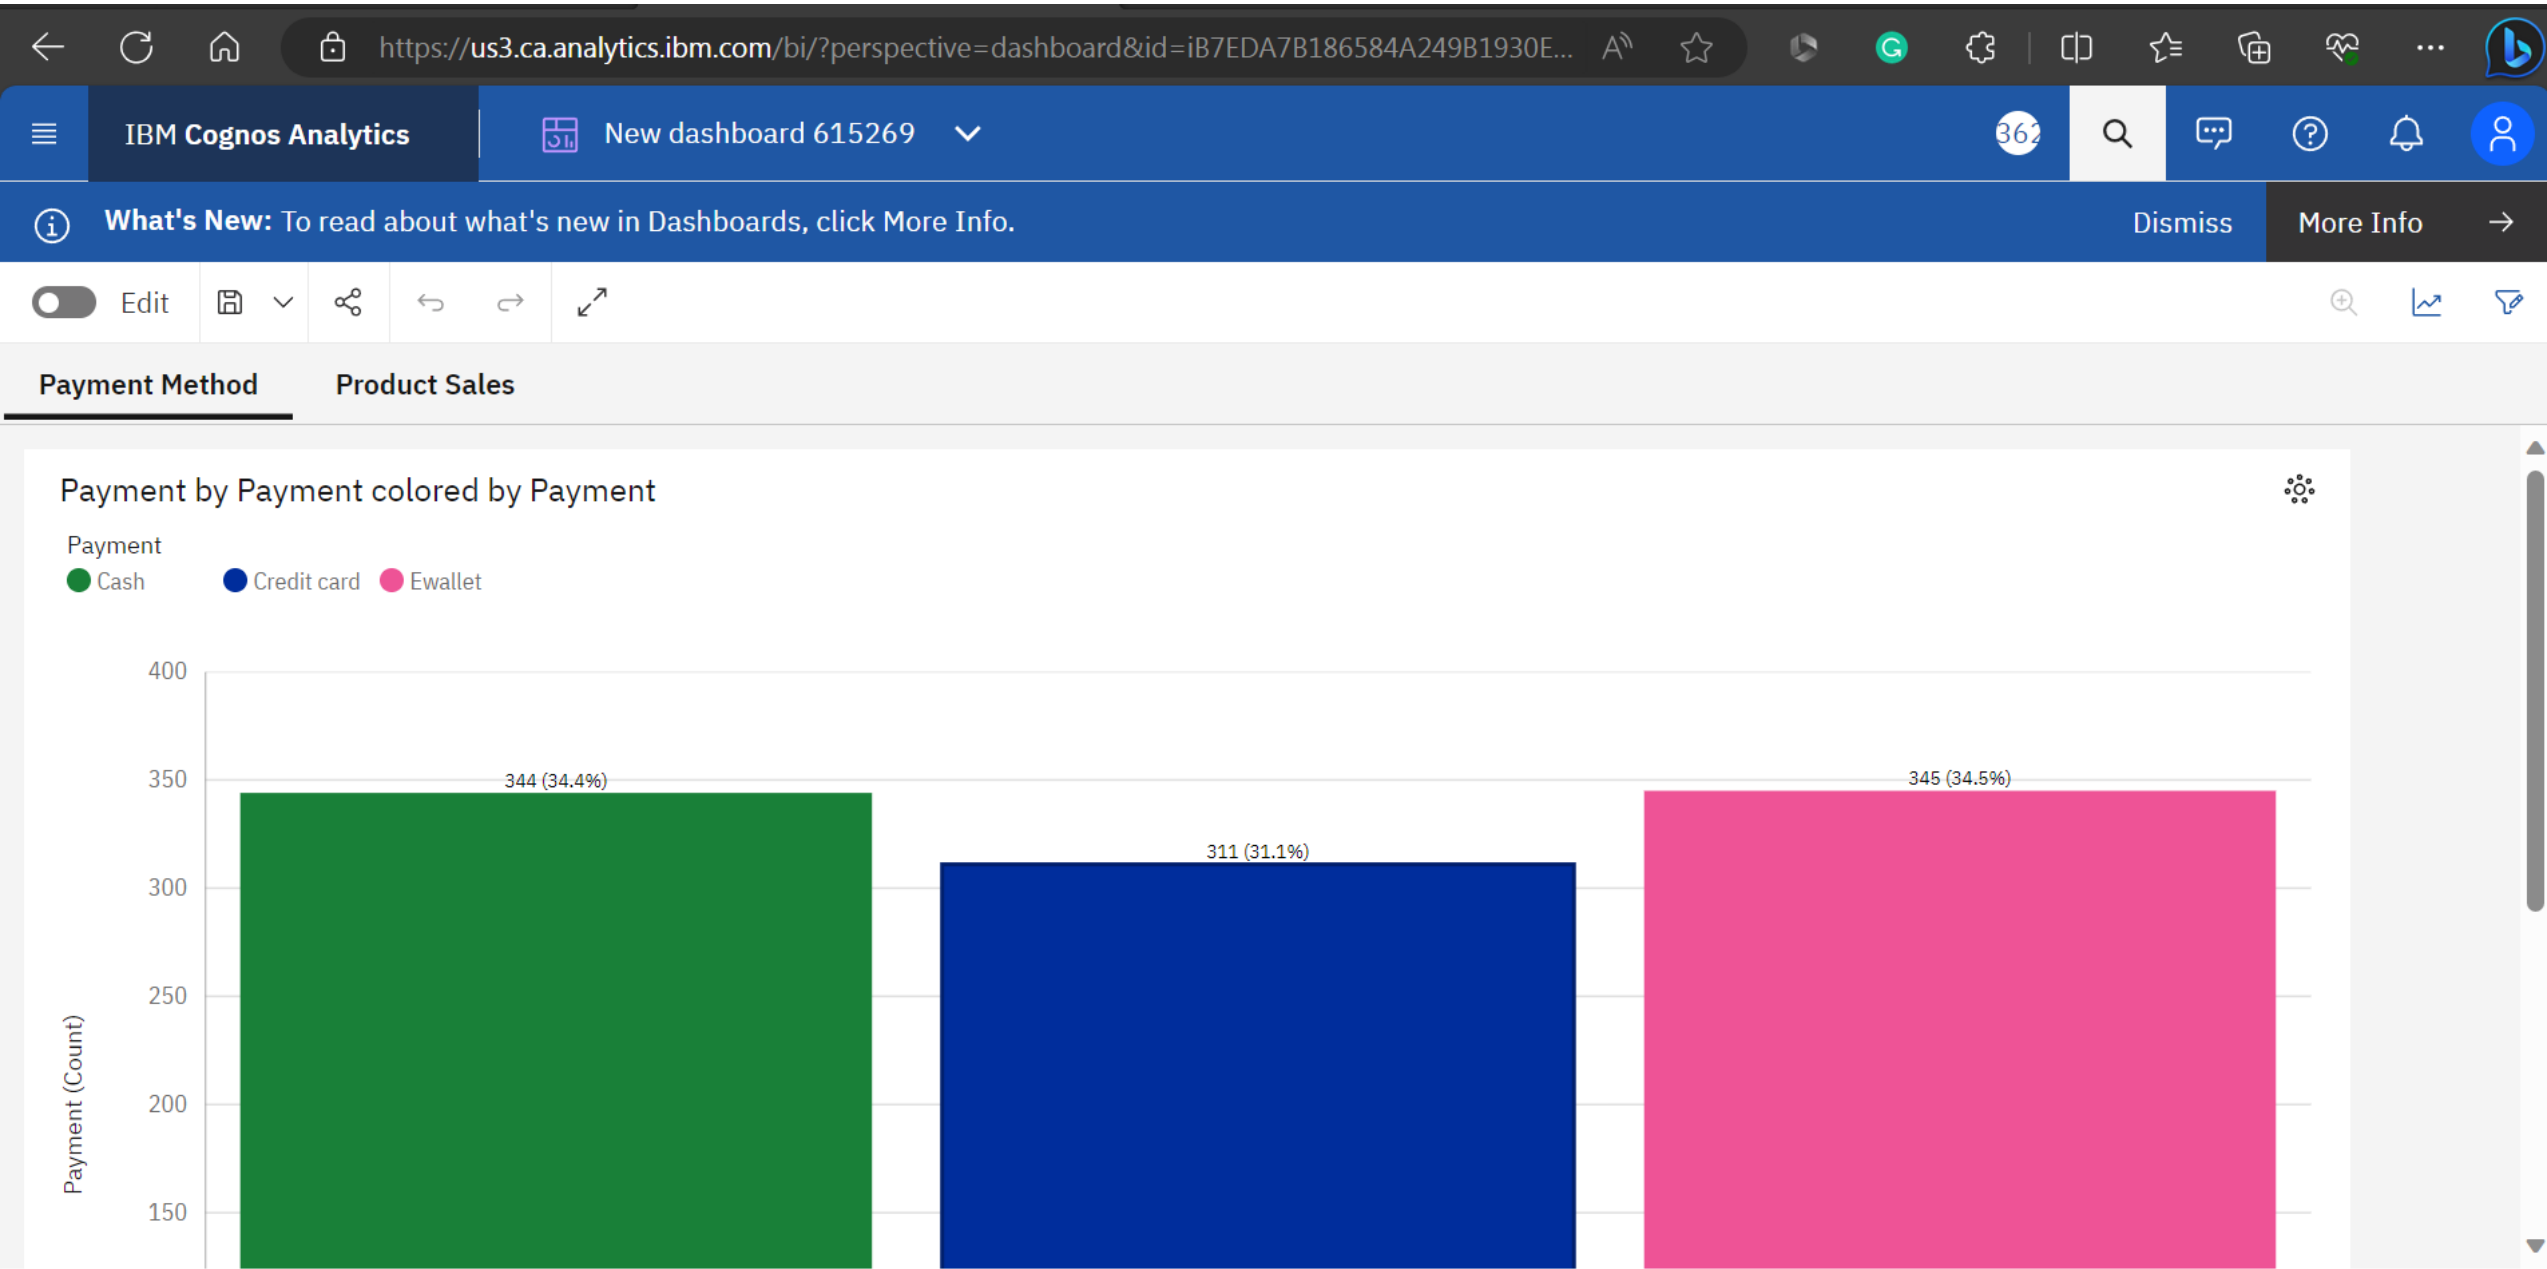 https://us3.ca.analytics.ibm.com/bi/?perspective=dashboard&id=iB7EDA7B186584A249B1930E...
IBM Cognos Analytics
New dashboard 615269
362
What's New: To read about what's new in Dashboards, click More Info.
Dismiss
More Info
Edit
Payment Method
Product Sales
Payment by Payment colored by Payment
Payment
Cash
Credit card
Ewallet
400
350
300
250
200
150
Payment (Count)
344 (34.4%)
311 (31.1%)
345 (34.5%)